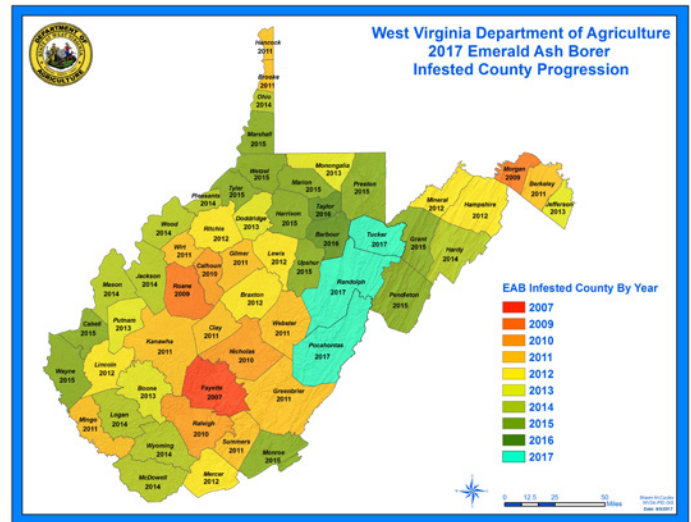 West Virginia Department of Agriculture
2017 Emerald Ash Borer
Infested County Progression
DEPARTMENT OF
AGRICULTURE
Hancock
2011
Brooke
2011
Ohio
2014
Marshall
2015
Wetzel
2015
Monongalia
2013
Marion
2015
Preston
2015
Tyler
2015
Pleasants
2014
Doddridge
2013
Harrison
2015
Taylor
2016
Barbour
2016
Wood
2014
Ritchie
2012
Wirt
2011
Calhoun
2010
Gilmer
2011
Lewis
2012
Upshur
2015
Tucker
2017
Randolph
2017
Pocahontas
2017
Grant
2015
Hardy
2014
Pendleton
2015
Mineral
2012
Hampshire
2012
Morgan
2009
Berkeley
2011
Jefferson
2013
Mason
2014
Jackson
2014
Roane
2009
Braxton
2012
Webster
2011
Cabell
2015
Putnam
2013
Kanawha
2011
Clay
2011
Nicholas
2010
Wayne
2015
Lincoln
2012
Boone
2013
Fayette
2007
Greenbrier
2011
Mingo
2011
Logan
2014
Raleigh
2010
Summers
2011
Monroe
2015
Wyoming
2014
McDowell
2014
Mercer
2012
EAB Infested County By Year
2007
2009
2010
2011
2012
2013
2014
2015
2016
2017
0 12.5 25 50
Miles